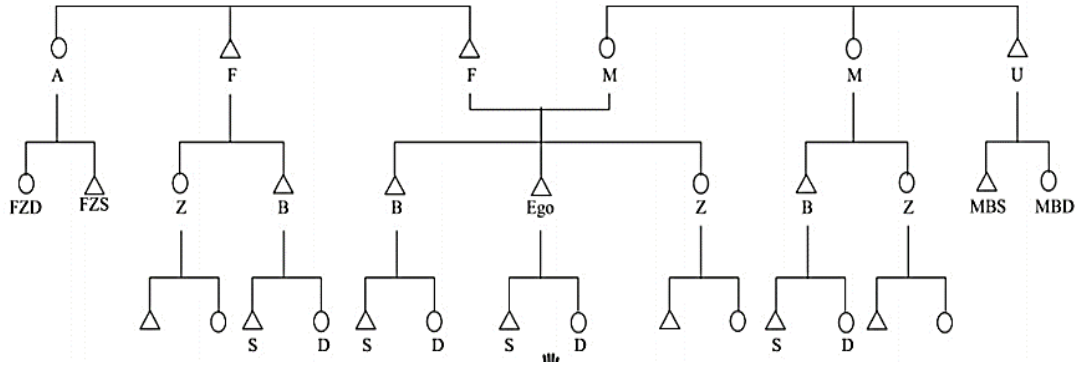 A F F M M U
FZD FZS Z B B Ego Z B Z MBS MBD
S D S D S D S D